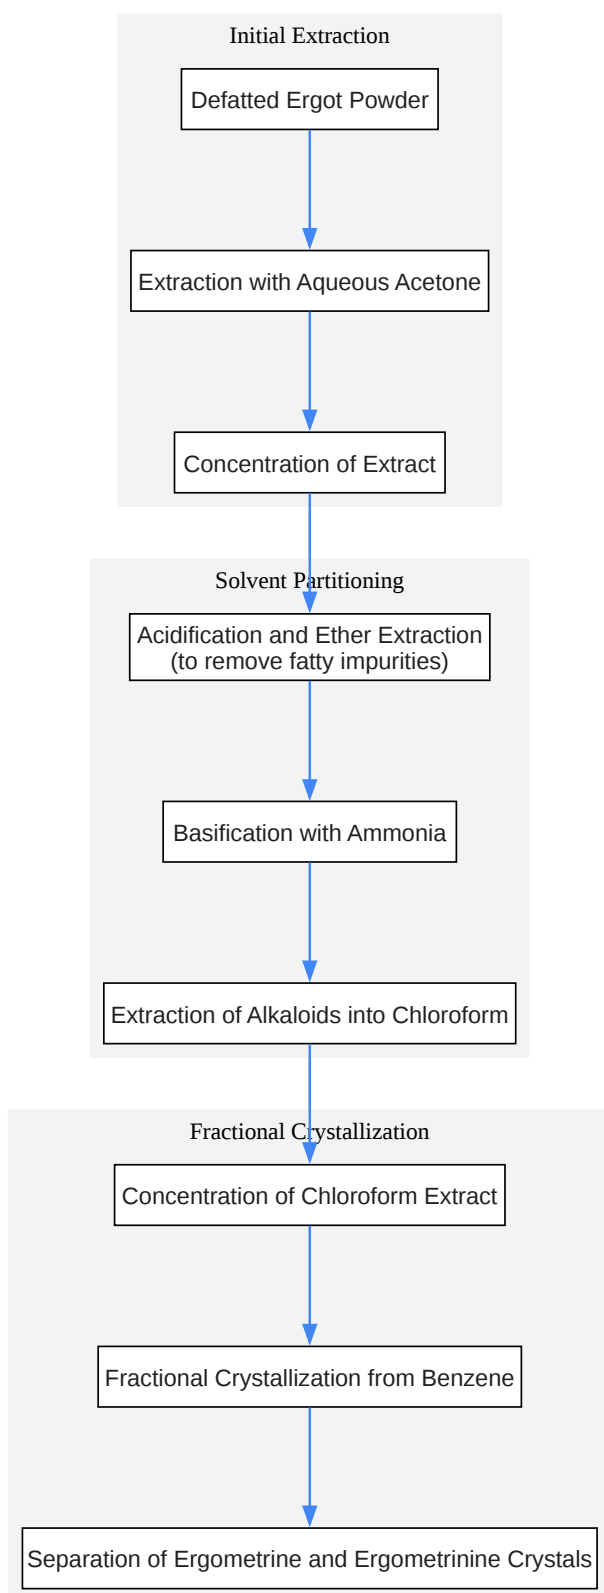 Initial Extraction
Defatted Ergot Powder
Extraction with Aqueous Acetone
Concentration of Extract
Solvent Partitioning
Acidification and Ether Extraction
(to remove fatty impurities)
Basification with Ammonia
Extraction of Alkaloids into Chloroform
Fractional Crystallization
Concentration of Chloroform Extract
Fractional Crystallization from Benzene
Separation of Ergometrine and Ergometrinine Crystals